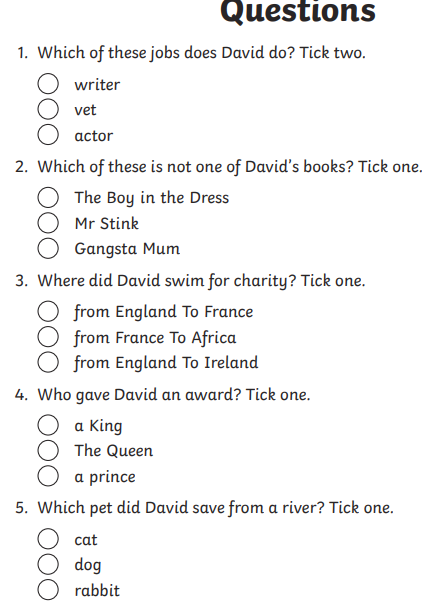 Questions
1. Which of these jobs does David do? Tick two.
writer
vet
actor
2. Which of these is not one of David's books? Tick one.
The Boy in the Dress
Mr Stink
Gangsta Mum
3. Where did David swim for charity? Tick one.
from England To France
from France To Africa
from England To Ireland
4. Who gave David an award? Tick one.
a King
The Queen
a prince
5. Which pet did David save from a river? Tick one.
cat
dog
rabbit